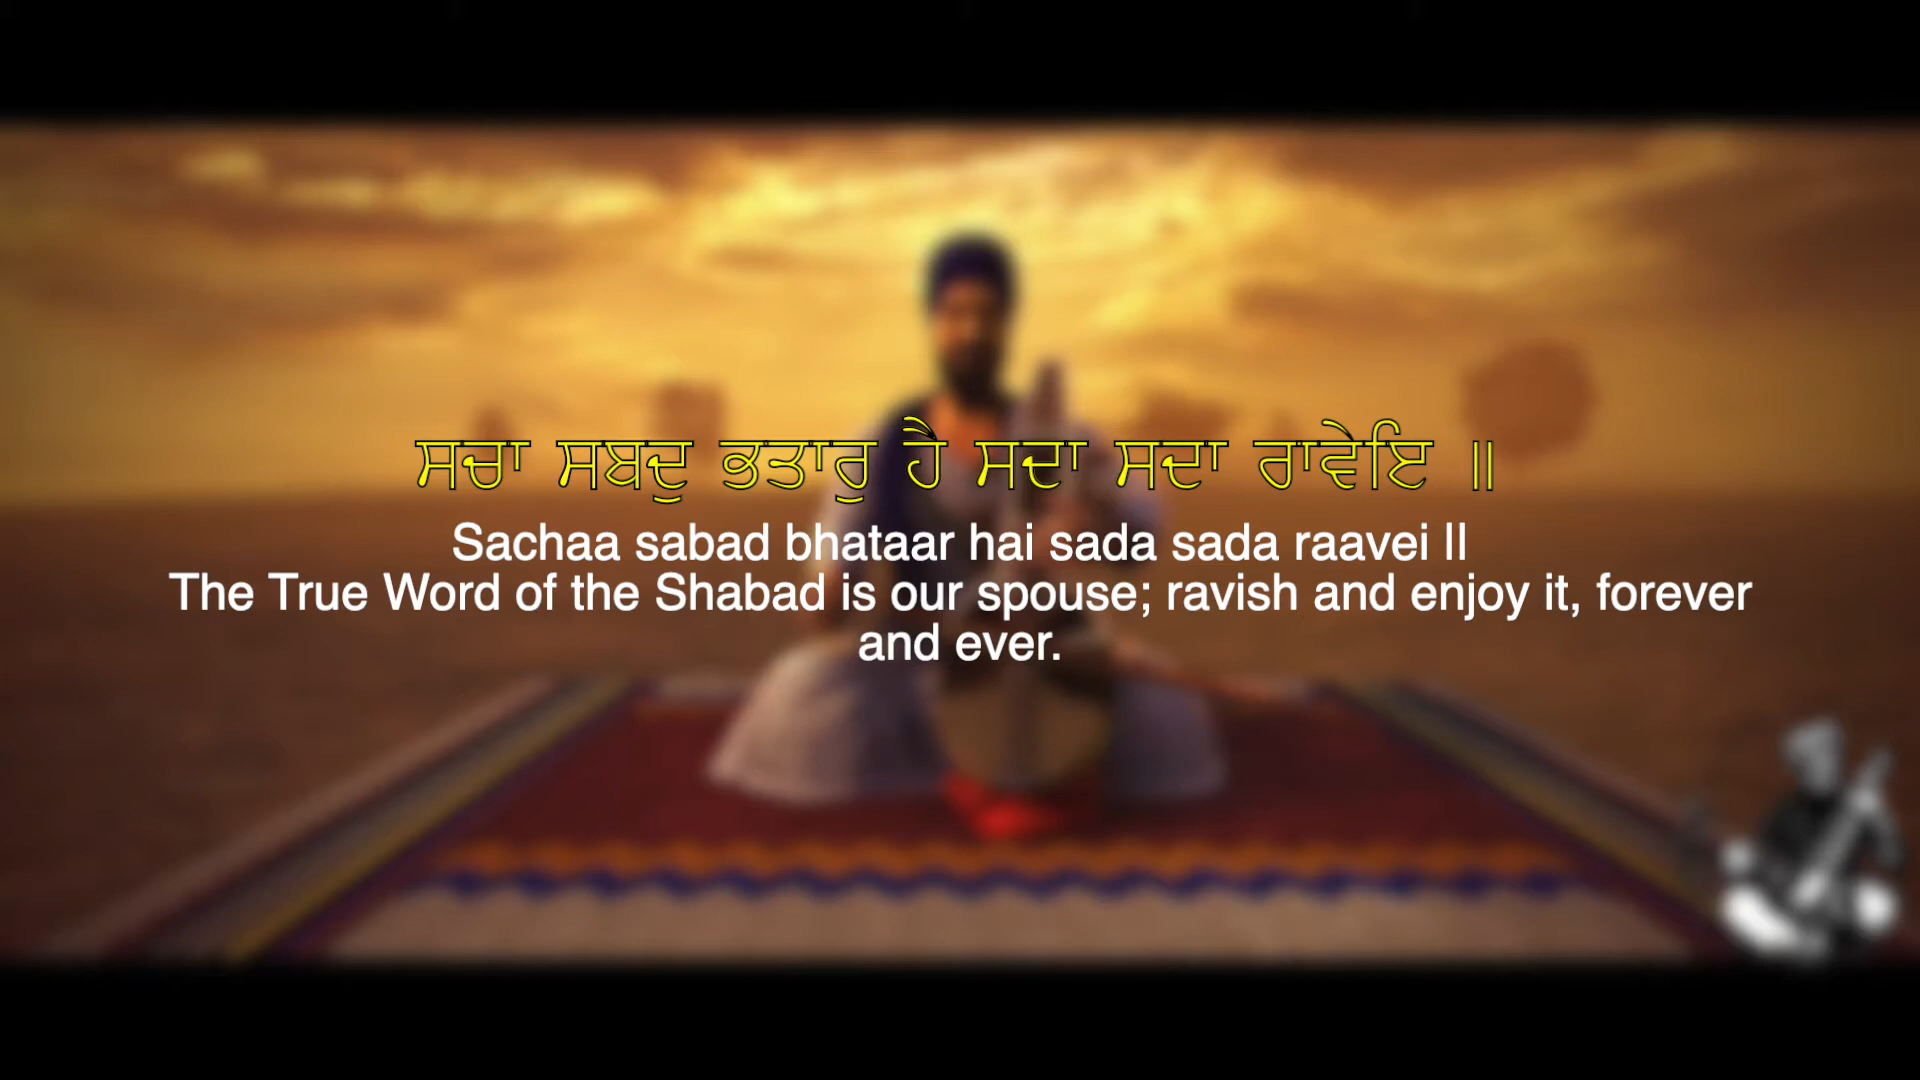 ਸਚਾ ਸਬਦੁ ਭਤਾਰੁ ਹੈ ਸਦਾ ਸਦਾ ਰਾਵੇਇ ॥
Sachaa sabad bhataar hai sada sada raavei ll
The True Word of the Shabad is our spouse; ravish and enjoy it, forever
and ever.